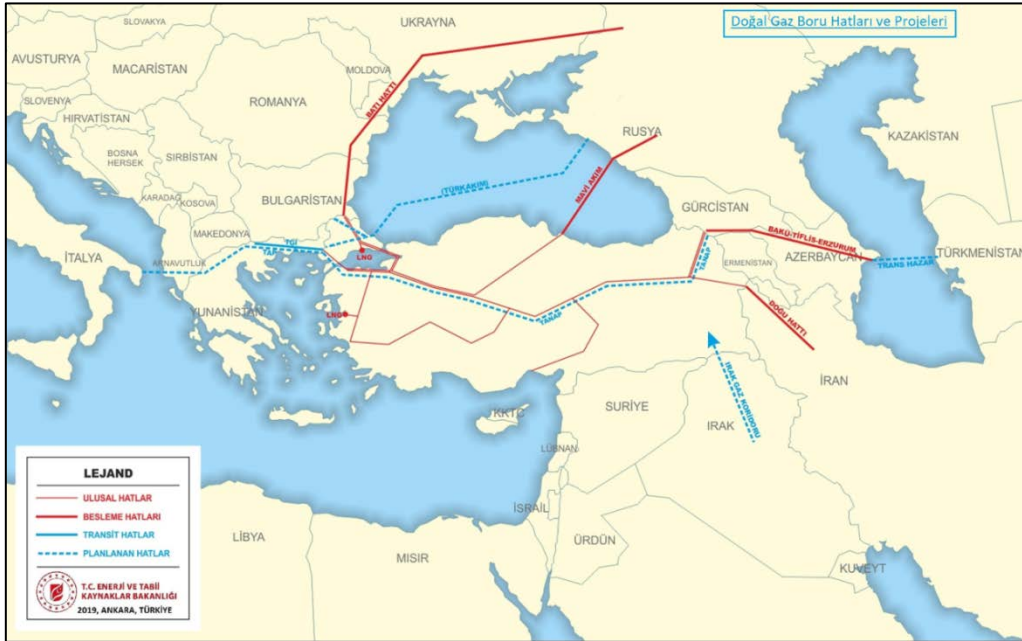 Doğal Gaz Boru Hatları ve Projeleri
SLOVAKYA
UKRAYNA
AVUSTURYA
MACARİSTAN
MOLDOVA
SLOVENYA
HIRVATİSTAN
ROMANYA
BATI HATTI
KAZAKİSTAN
BOSNA
HERSEK
SIRBİSTAN
RUSYA
KARADAĞ
KOSOVA
BULGARİSTAN
(TÜRKAKIM)
MAVİ AKIM
GÜRCİSTAN
MAKEDONYA
BAKÜ-TİFLİS-ERZURUM
İTALYA
ARNAVUTLUK
TGI
TAP
LNG
TANAP
ERMENİSTAN
AZERBAYCAN
TÜRKMENİSTAN
TRANS HAZAR
YUNANİSTAN
LNG
TANAP
DOĞU HATTI
IRAK GAZ KORİDORU
İRAN
KKTC
SURİYE
IRAK
LÜBNAN
İSRAİL
ÜRDÜN
LİBYA
MISIR
KUVEYT
LEJAND
ULUSAL HATLAR
BESLEME HATLARI
TRANSİT HATLAR
PLANLANAN HATLAR
T.C. ENERJİ VE TABİİ
KAYNAKLAR BAKANLIĞI
2019, ANKARA, TÜRKİYE